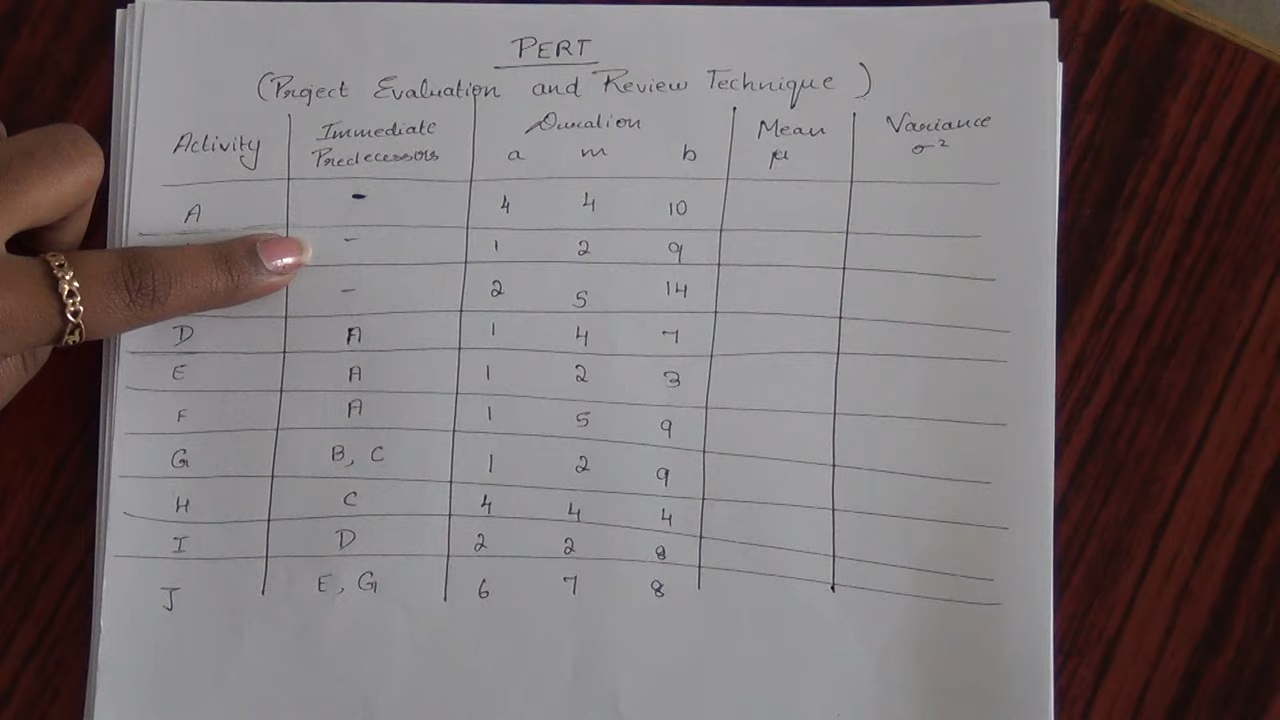 PERT
(Project Evaluation and Review Technique)
Activity Immediate Predecessors Duration a m b Mean μ Variance σ²
A - 4 4 10
- 1 2 9
- 2 5 14
D A 1 4 7
E A 1 2 3
F A 1 5 9
G B, C 1 2 9
H C 4 4 4
I D 2 2 8
J E, G 6 7 8